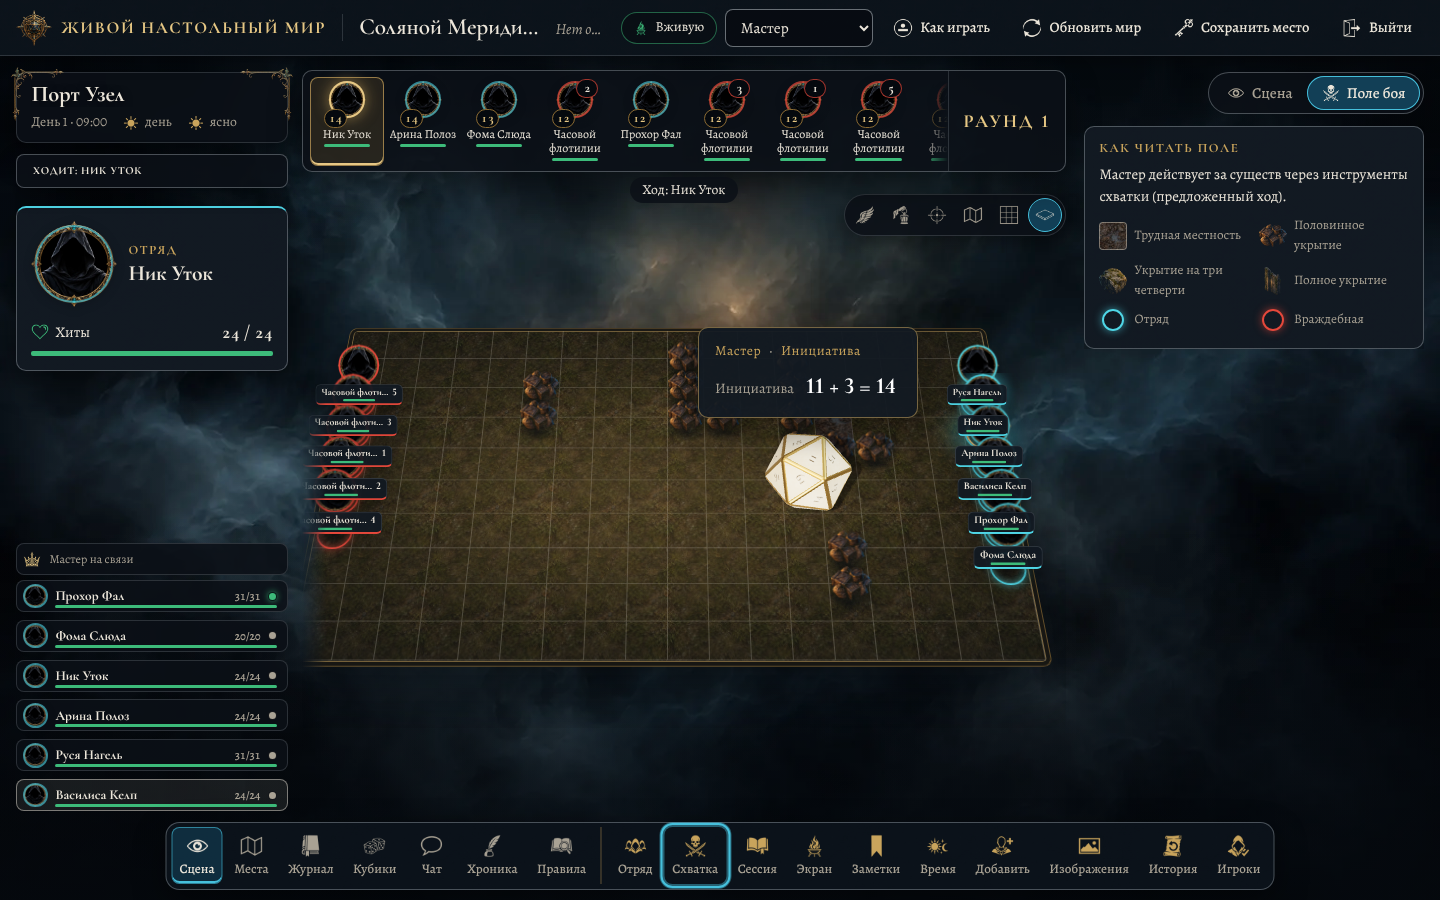 ЖИВОЙ НАСТОЛЬНЫЙ МИР
Соляной Мериди...
Нет о...
Вживую
Мастер
Как играть
Обновить мир
Сохранить место
Выйти
Порт Узел
День 1 · 09:00
день
ясно
ХОДИТ: НИК УТОК
ОТРЯД
Ник Уток
Хиты
24 / 24
14
Ник Уток
14
Арина Полоз
13
Фома Слюда
2
12
Часовой
флотилии
12
Прохор Фал
3
12
Часовой
флотилии
1
12
Часовой
флотилии
5
12
Часовой
флотилии
РАУНД 1
Ход: Ник Уток
Сцена
Поле боя
КАК ЧИТАТЬ ПОЛЕ
Мастер действует за существ через инструменты
схватки (предложенный ход).
Трудная местность
Половинное
укрытие
Укрытие на три
четверти
Полное укрытие
Отряд
Враждебная
Мастер · Инициатива
Инициатива 11 + 3 = 14
Часовой флоти... 5
Часовой флоти... 3
Часовой флоти... 1
совой флоти... 2
совой флоти... 4
Руся Нагель
Ник Уток
Арина Полоз
Василиса Келп
Прохор Фал
Фома Слюда
Мастер на связи
Прохор Фал 31/31
Фома Слюда 20/20
Ник Уток 24/24
Арина Полоз 24/24
Руся Нагель 31/31
Василиса Келп 24/24
Сцена
Места
Журнал
Кубики
Чат
Хроника
Правила
Отряд
Схватка
Сессия
Экран
Заметки
Время
Добавить
Изображения
История
Игроки